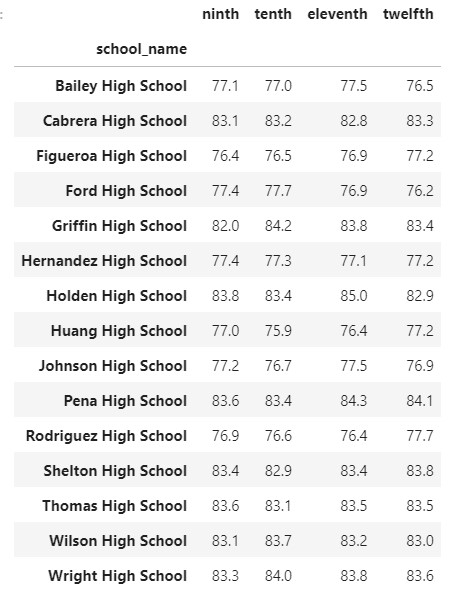 ninth tenth eleventh twelfth
school_name
Bailey High School 77.1 77.0 77.5 76.5
Cabrera High School 83.1 83.2 82.8 83.3
Figueroa High School 76.4 76.5 76.9 77.2
Ford High School 77.4 77.7 76.9 76.2
Griffin High School 82.0 84.2 83.8 83.4
Hernandez High School 77.4 77.3 77.1 77.2
Holden High School 83.8 83.4 85.0 82.9
Huang High School 77.0 75.9 76.4 77.2
Johnson High School 77.2 76.7 77.5 76.9
Pena High School 83.6 83.4 84.3 84.1
Rodriguez High School 76.9 76.6 76.4 77.7
Shelton High School 83.4 82.9 83.4 83.8
Thomas High School 83.6 83.1 83.5 83.5
Wilson High School 83.1 83.7 83.2 83.0
Wright High School 83.3 84.0 83.8 83.6